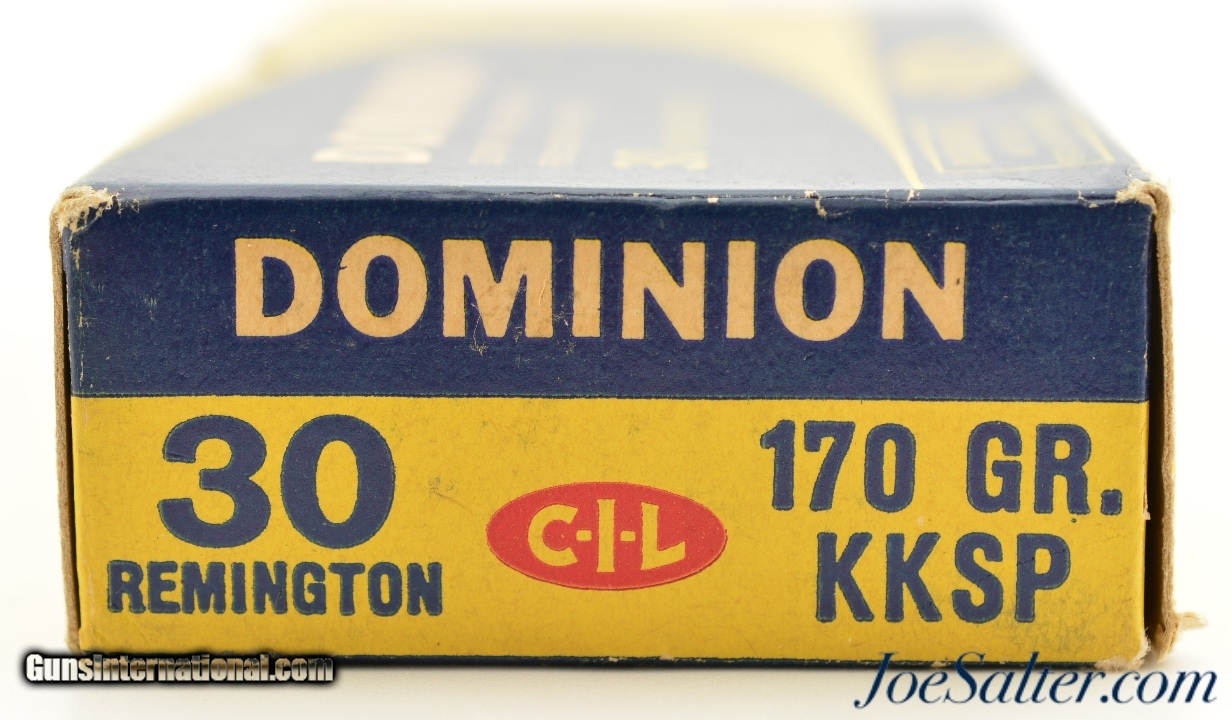 DOMINION
30
REMINGTON
C-I-L
170 GR.
KKSP
GunsInternational.com
JoeSalter.com